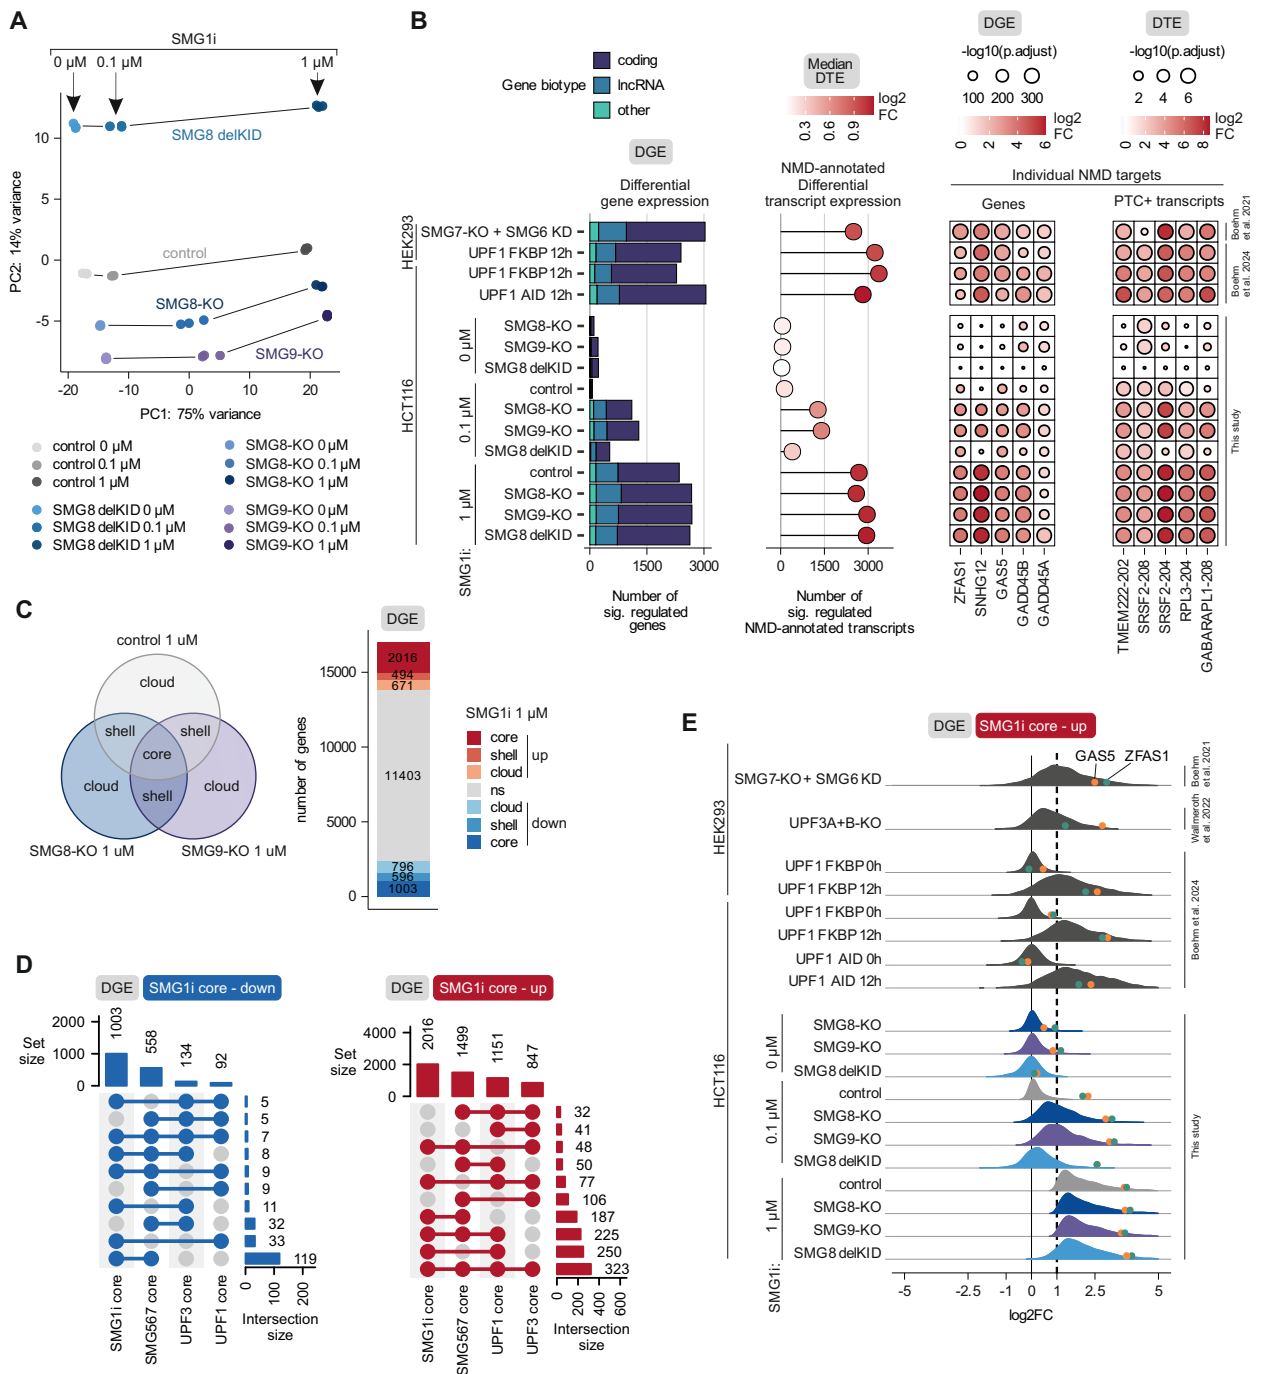 A
SMG1i
0 µM
0.1 µM
1 µM
SMG8 delKID
control
SMG8-KO
SMG9-KO
PC2: 14% variance
10
5
0
-5
-20
-10
0
10
20
PC1: 75% variance
control 0 µM
control 0.1 µM
control 1 µM
SMG8-KO 0 µM
SMG8-KO 0.1 µM
SMG8-KO 1 µM
SMG8 delKID 0 µM
SMG8 delKID 0.1 µM
SMG8 delKID 1 µM
SMG9-KO 0 µM
SMG9-KO 0.1 µM
SMG9-KO 1 µM
B
Gene biotype
coding
lncRNA
other
DGE
Differential
gene expression
Median
DTE
log2
FC
0.3
0.6
0.9
NMD-annotated
Differential
transcript expression
DGE
-log10(p.adjust)
100
200
300
log2
FC
0
2
4
6
DTE
-log10(p.adjust)
2
4
6
log2
FC
0
2
4
6
8
Individual NMD targets
Genes
PTC+ transcripts
HEK293
HCT116
SMG7-KO + SMG6 KD
UPF1 FKBP 12h
UPF1 FKBP 12h
UPF1 AID 12h
0 µM
SMG8-KO
SMG9-KO
SMG8 delKID
0.1 µM
control
SMG8-KO
SMG9-KO
SMG8 delKID
1 µM
control
SMG8-KO
SMG9-KO
SMG8 delKID
SMG1i:
0
3000
Number of
sig. regulated
genes
0
1500
3000
Number of
sig. regulated
NMD-annotated transcripts
ZFAS1
SNHG12
GAS5
GADD45B
GADD45A
TMEM222-202
SRSF2-208
SRSF2-204
RPL3-204
GABARAPL1-208
Boehm
et al. 2021
Boehm
et al. 2024
This study
C
control 1 uM
cloud
shell
shell
core
cloud
cloud
shell
SMG8-KO 1 uM
SMG9-KO 1 uM
DGE
number of genes
15000
10000
5000
0
2016
494
671
11403
796
596
1003
SMG1i 1 µM
core
shell
cloud
up
ns
cloud
shell
core
down
D
DGE
SMG1i core - down
Set
size
2000
1000
0
1003
558
134
92
5
5
7
8
9
9
11
32
33
119
SMG1i core
SMG567 core
UPF3 core
UPF1 core
0
100
200
Intersection
size
DGE
SMG1i core - up
Set
size
4000
2000
0
2016
1499
1151
847
32
41
48
50
77
106
187
225
250
323
SMG1i core
SMG567 core
UPF1 core
UPF3 core
0
200
400
600
Intersection
size
E
DGE
SMG1i core - up
GAS5
ZFAS1
HEK293
HCT116
SMG7-KO + SMG6 KD
UPF3A+B-KO
UPF1 FKBP 0h
UPF1 FKBP 12h
UPF1 FKBP 0h
UPF1 FKBP 12h
UPF1 AID 0h
UPF1 AID 12h
0 µM
SMG8-KO
SMG9-KO
SMG8 delKID
0.1 µM
control
SMG8-KO
SMG9-KO
SMG8 delKID
1 µM
control
SMG8-KO
SMG9-KO
SMG8 delKID
SMG1i:
Boehm
et al. 2021
Wallmeroth
et al. 2022
Boehm et al. 2024
This study
-5
-2.5
-1
0
1
2.5
5
log2FC